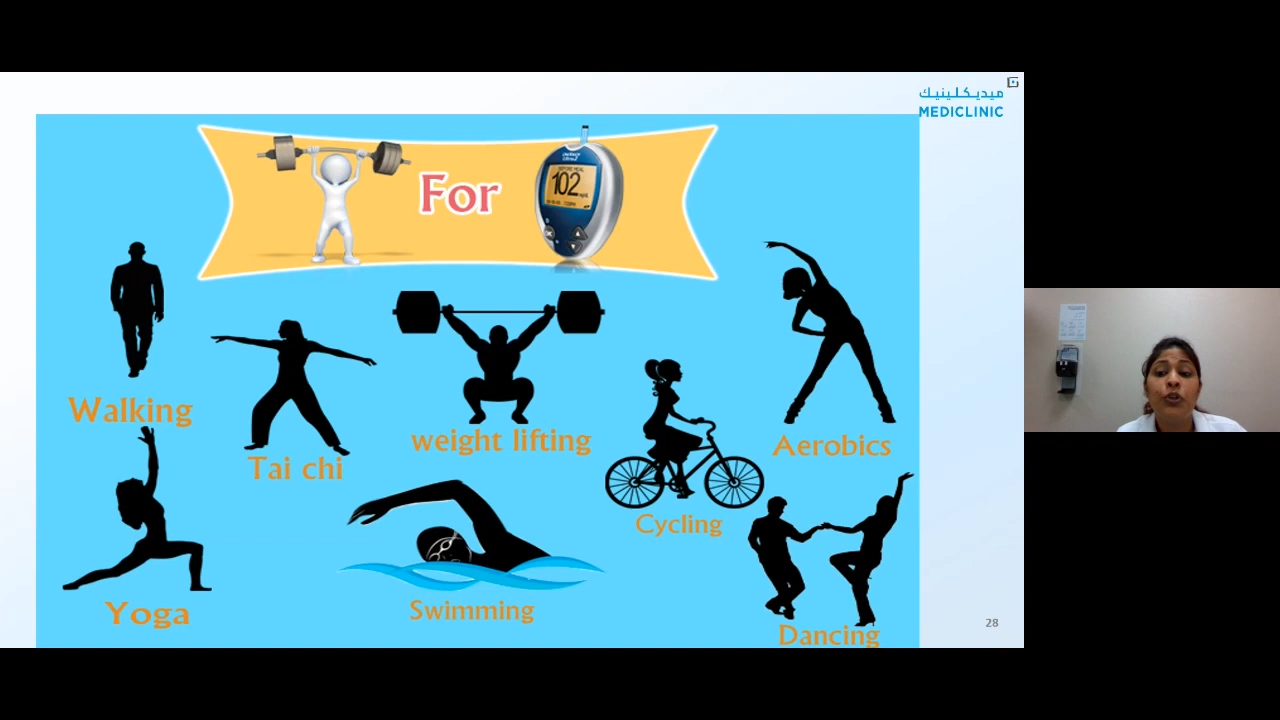 ميديكلينيك
MEDICLINIC
For
102
Walking
Tai chi
weight lifting
Aerobics
Cycling
Yoga
Swimming
Dancing
28